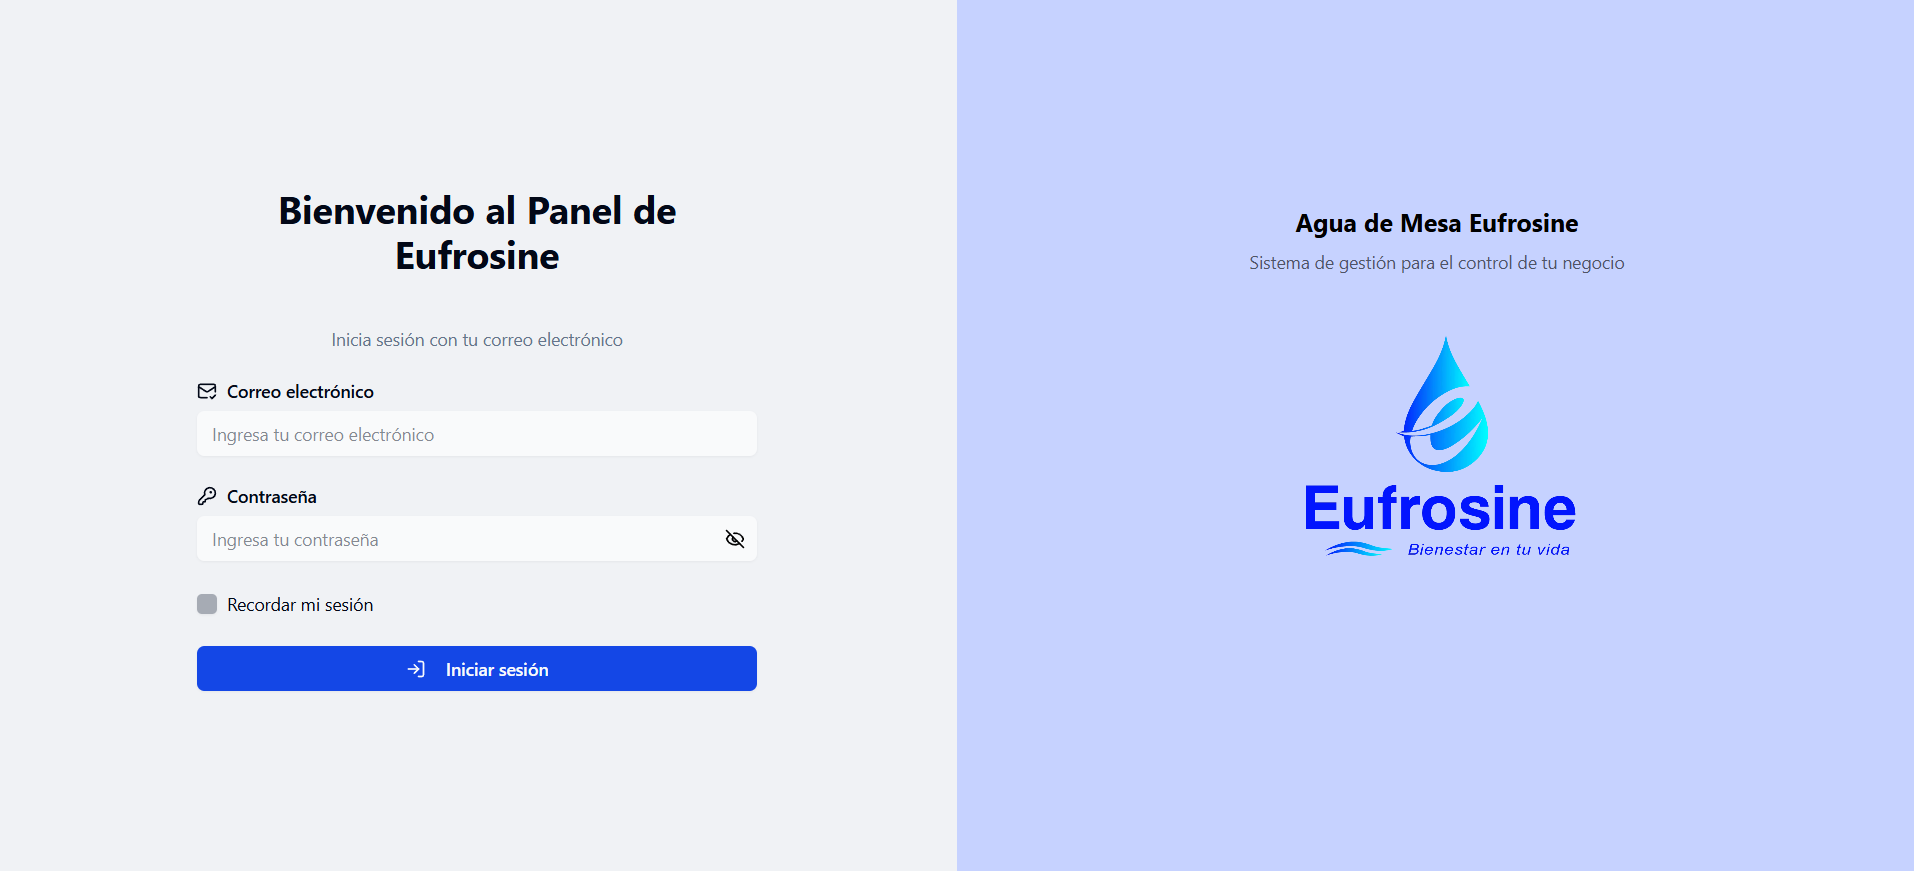 Bienvenido al Panel de
Eufrosine
Inicia sesión con tu correo electrónico
Correo electrónico
Ingresa tu correo electrónico
Contraseña
Ingresa tu contraseña
Recordar mi sesión
Iniciar sesión
Agua de Mesa Eufrosine
Sistema de gestión para el control de tu negocio
Eufrosine
Bienestar en tu vida